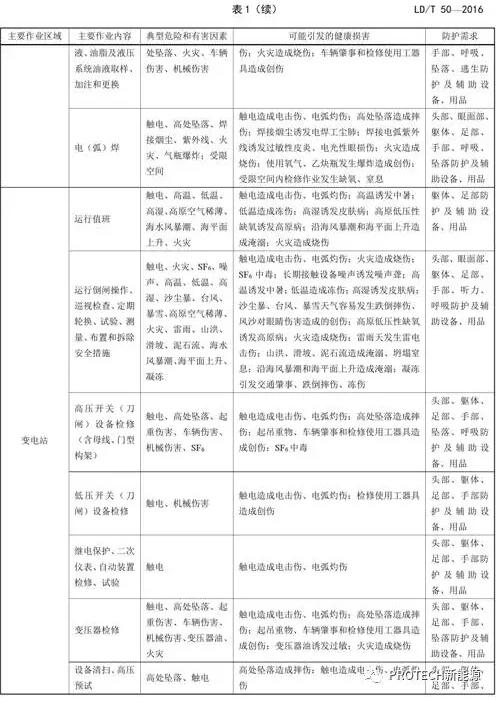 表 1（续）
LD/T 50—2016
主要作业区域
主要作业内容
典型危险和有害因素
可能引发的健康损害
防护需求
液、油脂及液压
系统油液取样、
加注和更换
处坠落、火灾、车辆
伤害、机械伤害
伤；火灾造成烧伤；车辆肇事和检修使用工器
具造成创伤
手部、呼吸、
坠落、逃生防
护及辅助设
备、用品
电（弧）焊
触电、高处坠落、焊
接烟尘、紫外线、火
灾、气瓶爆炸；受限
空间
触电造成电击伤、电弧灼伤；高处坠落造成摔
伤；焊接烟尘诱发电焊工尘肺；焊接电弧紫外
线诱发过敏性皮炎、电光性眼损伤；火灾造成
烧伤；使用氧气、乙炔瓶发生爆炸造成创伤；
受限空间内检修作业发生缺氧、窒息
头部、眼面部、
躯体、足部、
手部、呼吸、
坠落防护及辅
助设备、用品
变电站
运行值班
触电、高温、低温、
高湿、高原空气稀薄、
海水风暴潮、海平面
上升、火灾
触电造成电击伤、电弧灼伤；高温诱发中暑；
低温造成冻伤；高湿诱发皮肤病；高原低压性
缺氧诱发高原病；沿海风暴潮和海平面上升造
成淹溺；火灾造成烧伤
躯体、足部防
护及辅助设
备、用品
运行倒闸操作、
巡视检查、定期
轮换、试验、测
量、布置和拆除
安全措施
触电、火灾、SF₆、噪
声、高温、低温、高
湿、沙尘暴、台风、
暴雪、高原空气稀薄、
火灾、雷雨、山洪、
滑坡、泥石流、海水
风暴潮、海平面上升、
凝冻
触电造成电击伤、电弧灼伤；火灾造成烧伤；
SF₆中毒；长期接触设备噪声诱发噪声聋；高
温诱发中暑；低温造成冻伤；高湿诱发皮肤病；
沙尘暴、台风、暴雪天气容易发生跌倒摔伤、
风沙对眼睛伤害造成的创伤；高原低压性缺氧
诱发高原病；火灾造成烧伤；雷雨天发生雷电
击伤；山洪、滑坡、泥石流造成淹溺、坍塌窒
息；沿海风暴潮和海平面上升造成淹溺；凝冻
引发交通肇事、跌倒摔伤、冻伤
头部、眼面部、
躯体、足部、
手部、听力、
呼吸防护及辅
助设备、用品
高压开关（刀
闸）设备检修
（含母线、门型
构架）
触电、高处坠落、起
重伤害、车辆伤害、
机械伤害、SF₆
触电造成电击伤、电弧灼伤；高处坠落造成摔
伤；起吊重物、车辆肇事和检修使用工器具造
成创伤；SF₆中毒
头部、躯体、
足部、手部、
坠落、呼吸防
护及辅助设
备、用品
低压开关（刀
闸）设备检修
触电、机械伤害
触电造成电击伤、电弧灼伤；检修使用工器具
造成创伤
头部、躯体、
足部、手部防
护及辅助设
备、用品
继电保护、二次
仪表、自动装置
检修、试验
触电
触电造成电击伤、电弧灼伤
头部、躯体、
足部、手部防
护及辅助设
备、用品
变压器检修
触电、高处坠落、起
重伤害、车辆伤害、
机械伤害、变压器油、
火灾
触电造成电击伤、电弧灼伤；高处坠落造成摔
伤；起吊重物、车辆肇事和检修使用工器具造
成创伤；变压器油诱发过敏；火灾造成烧伤
头部、躯体、
足部、手部、
坠落防护及辅
助设备、用品
设备清扫、高压
预试
高处坠落、触电
高处坠落造成摔伤；触电造成电击伤、电弧灼
伤
头部、躯体、
足部、手部、
PROTECH新能源